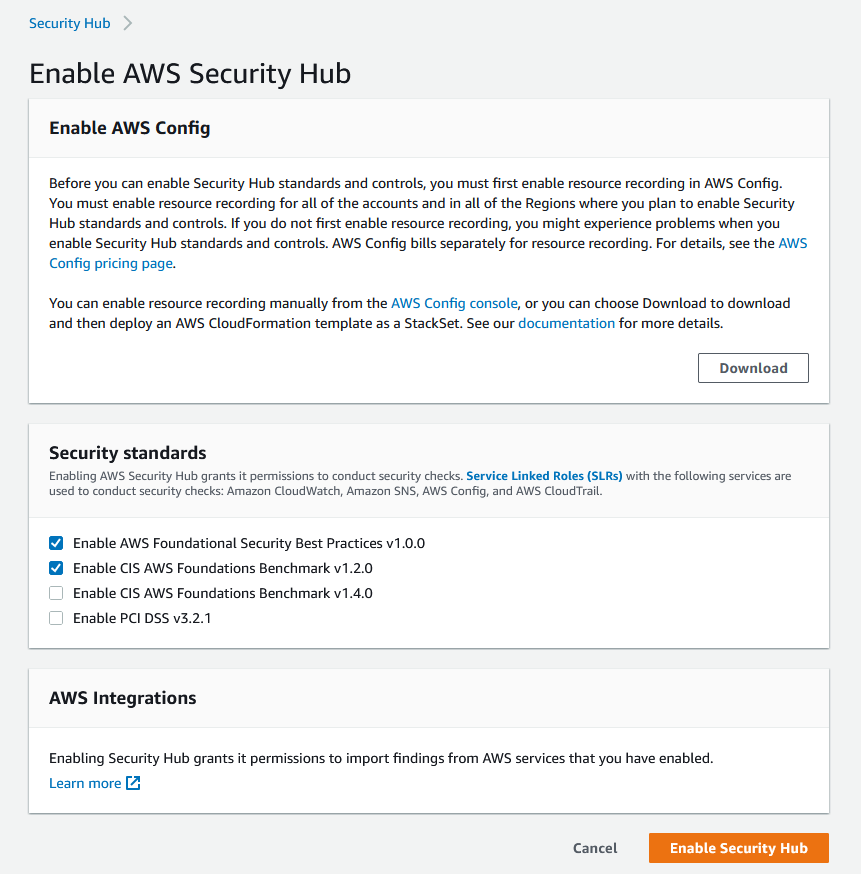 Security Hub
Enable AWS Security Hub
Enable AWS Config
Before you can enable Security Hub standards and controls, you must first enable resource recording in AWS Config.
You must enable resource recording for all of the accounts and in all of the Regions where you plan to enable Security
Hub standards and controls. If you do not first enable resource recording, you might experience problems when you
enable Security Hub standards and controls. AWS Config bills separately for resource recording. For details, see the AWS
Config pricing page.
You can enable resource recording manually from the AWS Config console, or you can choose Download to download
and then deploy an AWS CloudFormation template as a StackSet. See our documentation for more details.
Download
Security standards
Enabling AWS Security Hub grants it permissions to conduct security checks. Service Linked Roles (SLRs) with the following services are
used to conduct security checks: Amazon CloudWatch, Amazon SNS, AWS Config, and AWS CloudTrail.
Enable AWS Foundational Security Best Practices v1.0.0
Enable CIS AWS Foundations Benchmark v1.2.0
Enable CIS AWS Foundations Benchmark v1.4.0
Enable PCI DSS v3.2.1
AWS Integrations
Enabling Security Hub grants it permissions to import findings from AWS services that you have enabled.
Learn more
Cancel
Enable Security Hub